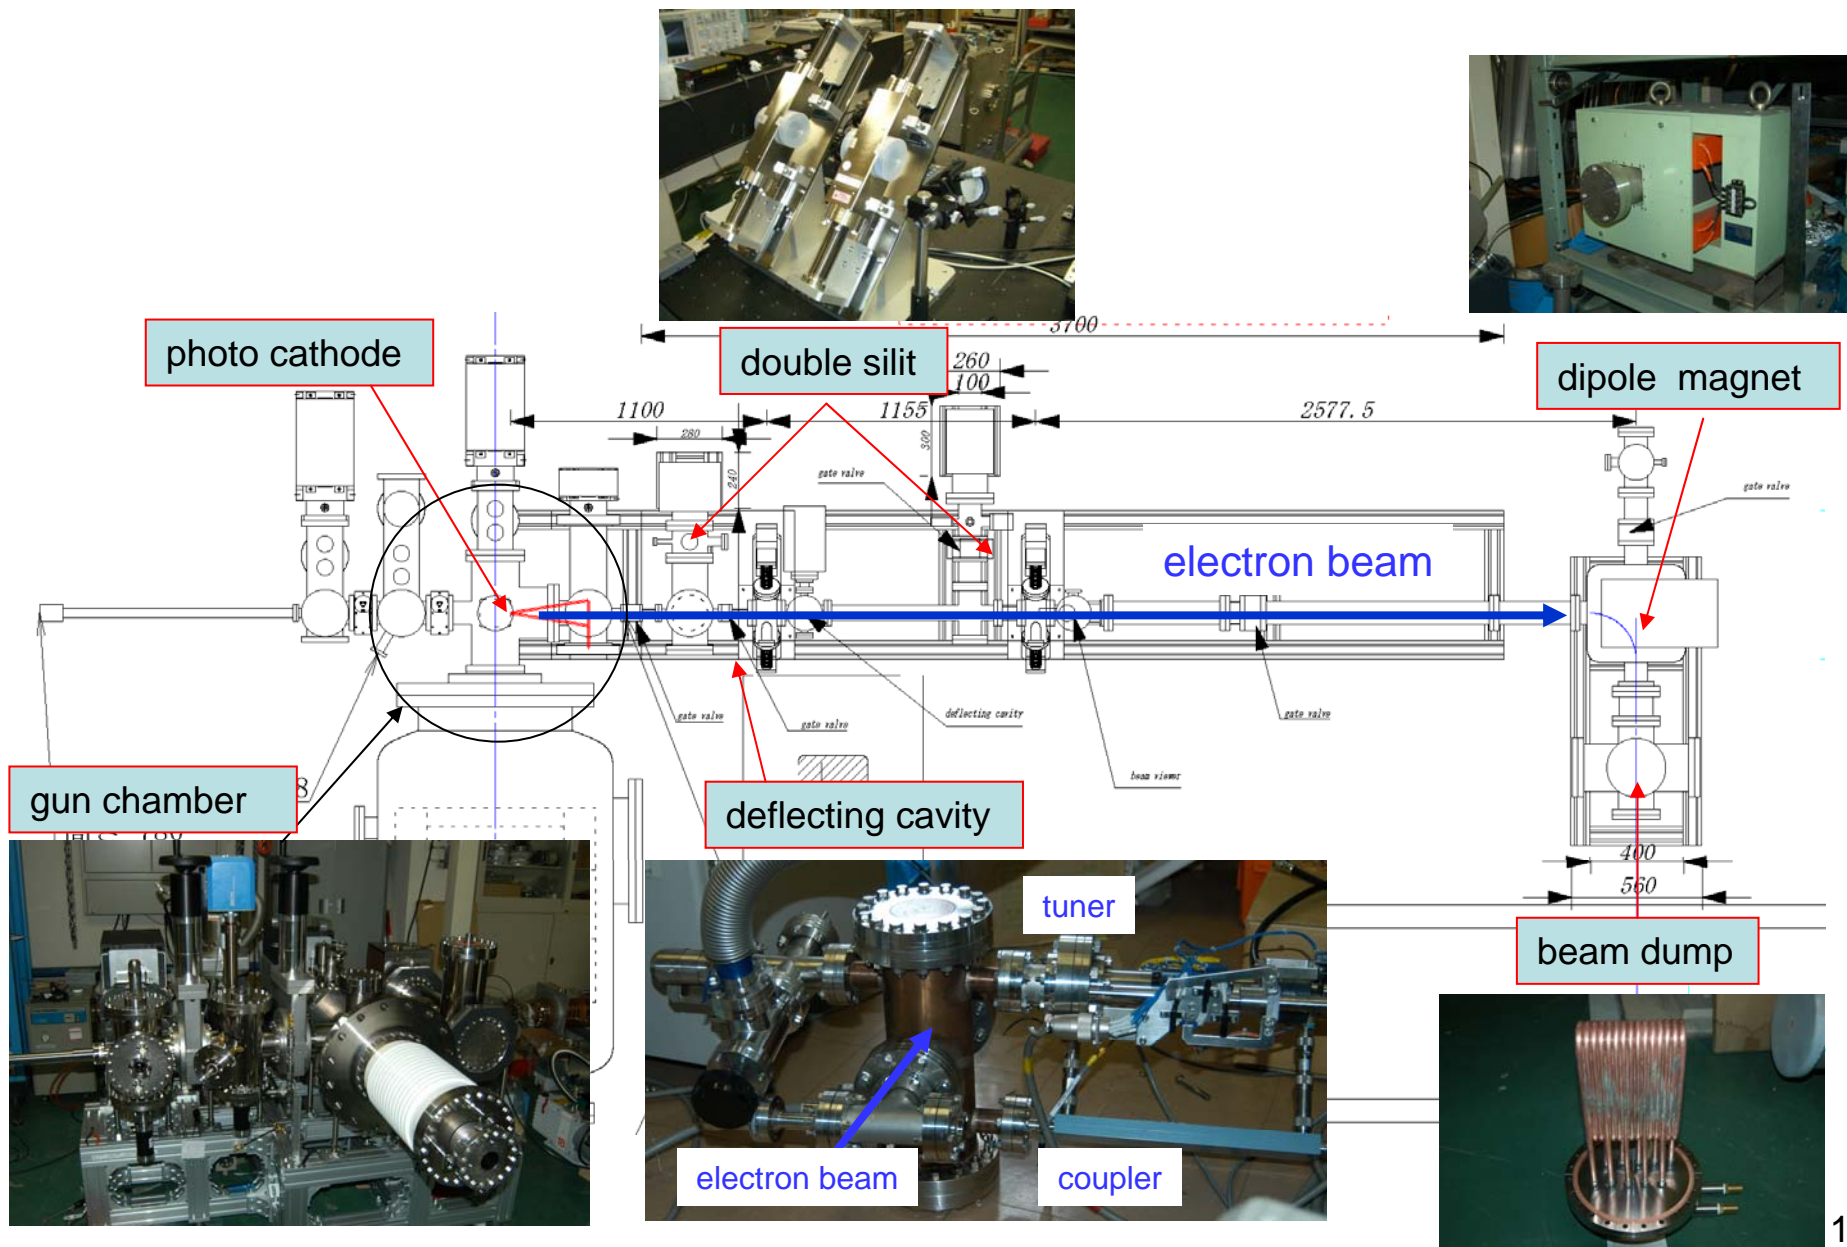 3700
photo cathode
double silit
260
100
dipole  magnet
1100
1155
2577.5
280
300
240
gate valve
gate valve
electron beam
gate valve
gate valve
deflecting cavity
gate valve
beam viewer
gun chamber
8
deflecting cavity
780
400
560
tuner
beam dump
electron beam
coupler
1